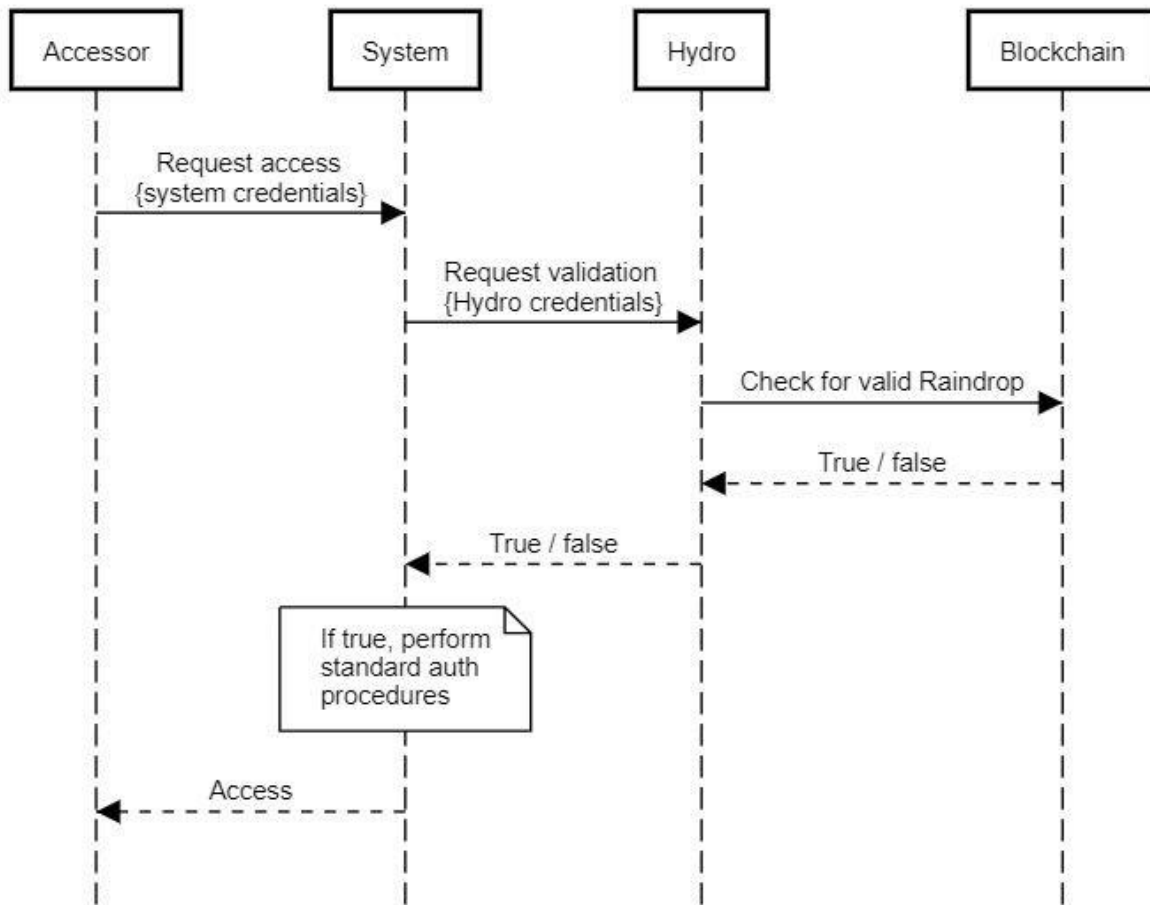 Accessor
System
Hydro
Blockchain
Request access
{system credentials}
Request validation
{Hydro credentials}
Check for valid Raindrop
True / false
True / false
If true, perform
standard auth
procedures
Access